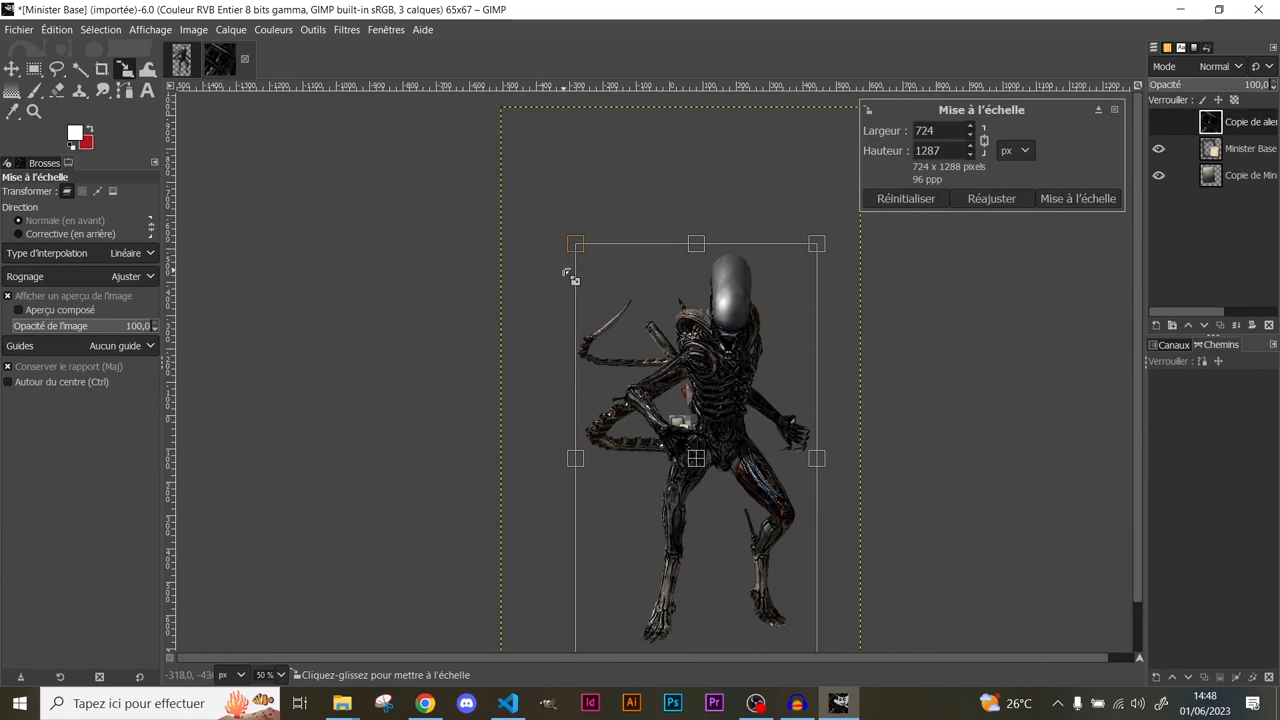 *[Minister Base] (importée)-6.0 (Couleur RVB Entier 8 bits gamma, GIMP built-in sRGB, 3 calques) 65x67 – GIMP
Fichier Édition Sélection Affichage Image Calque Couleurs Outils Filtres Fenêtres Aide
Mode Normal
Opacité 100,0
Verrouiller :
Copie de alie
Minister Base
Copie de Min
Mise à l'échelle
Largeur : 724
Hauteur : 1287
px
724 x 1288 pixels
96 ppp
Réinitialiser Réajuster Mise à l'échelle
Brosses
Mise à l'échelle
Transformer :
Direction
Normale (en avant)
Corrective (en arrière)
Type d'interpolation Linéaire
Rognage Ajuster
Afficher un aperçu de l'image
Aperçu composé
Opacité de l'image 100,0
Guides Aucun guide
Conserver le rapport (Maj)
Autour du centre (Ctrl)
Canaux Chemins
Verrouiller :
px 50 % Cliquez-glissez pour mettre à l'échelle
Tapez ici pour effectuer
26°C
14:48
01/06/2023